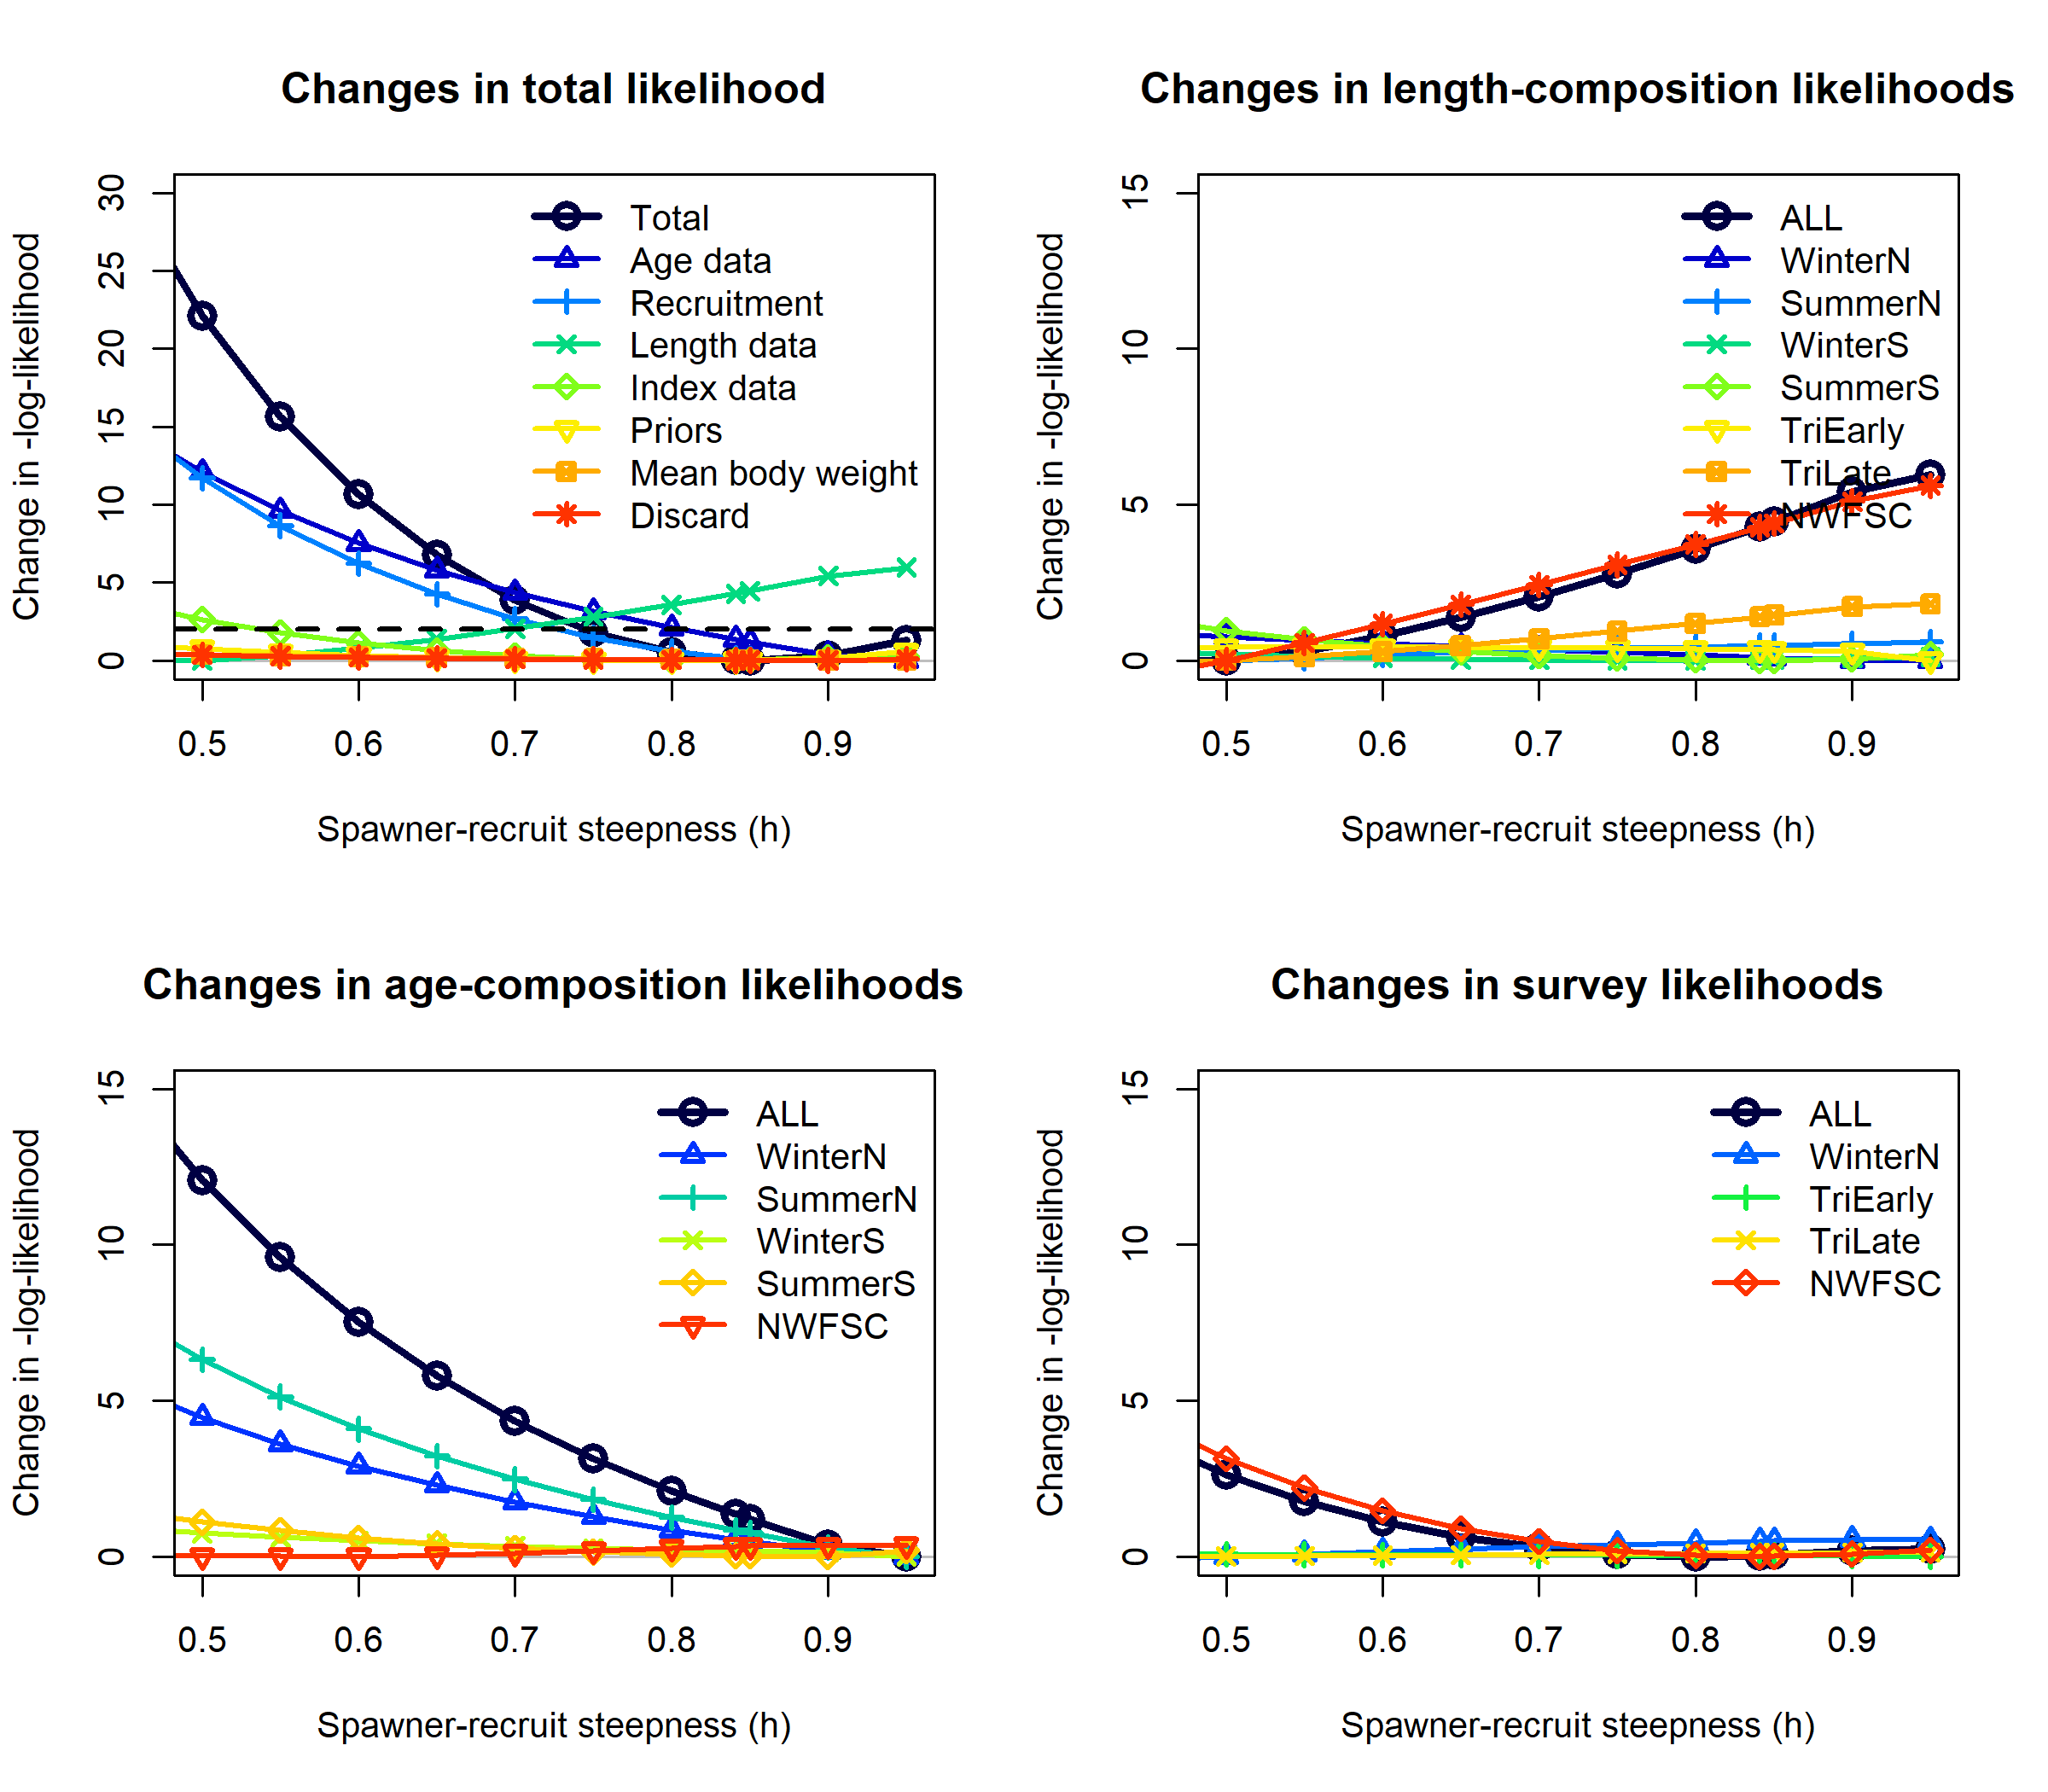 Changes in total likelihood
Change in -log-likelihood
30
25
20
15
10
5
0
Total
Age data
Recruitment
Length data
Index data
Priors
Mean body weight
Discard
0.5 0.6 0.7 0.8 0.9
Spawner-recruit steepness (h)
Changes in length-composition likelihoods
Change in -log-likelihood
15
10
5
0
ALL
WinterN
SummerN
WinterS
SummerS
TriEarly
TriLate
NWFSC
0.5 0.6 0.7 0.8 0.9
Spawner-recruit steepness (h)
Changes in age-composition likelihoods
Change in -log-likelihood
15
10
5
0
ALL
WinterN
SummerN
WinterS
SummerS
NWFSC
0.5 0.6 0.7 0.8 0.9
Spawner-recruit steepness (h)
Changes in survey likelihoods
Change in -log-likelihood
15
10
5
0
ALL
WinterN
TriEarly
TriLate
NWFSC
0.5 0.6 0.7 0.8 0.9
Spawner-recruit steepness (h)